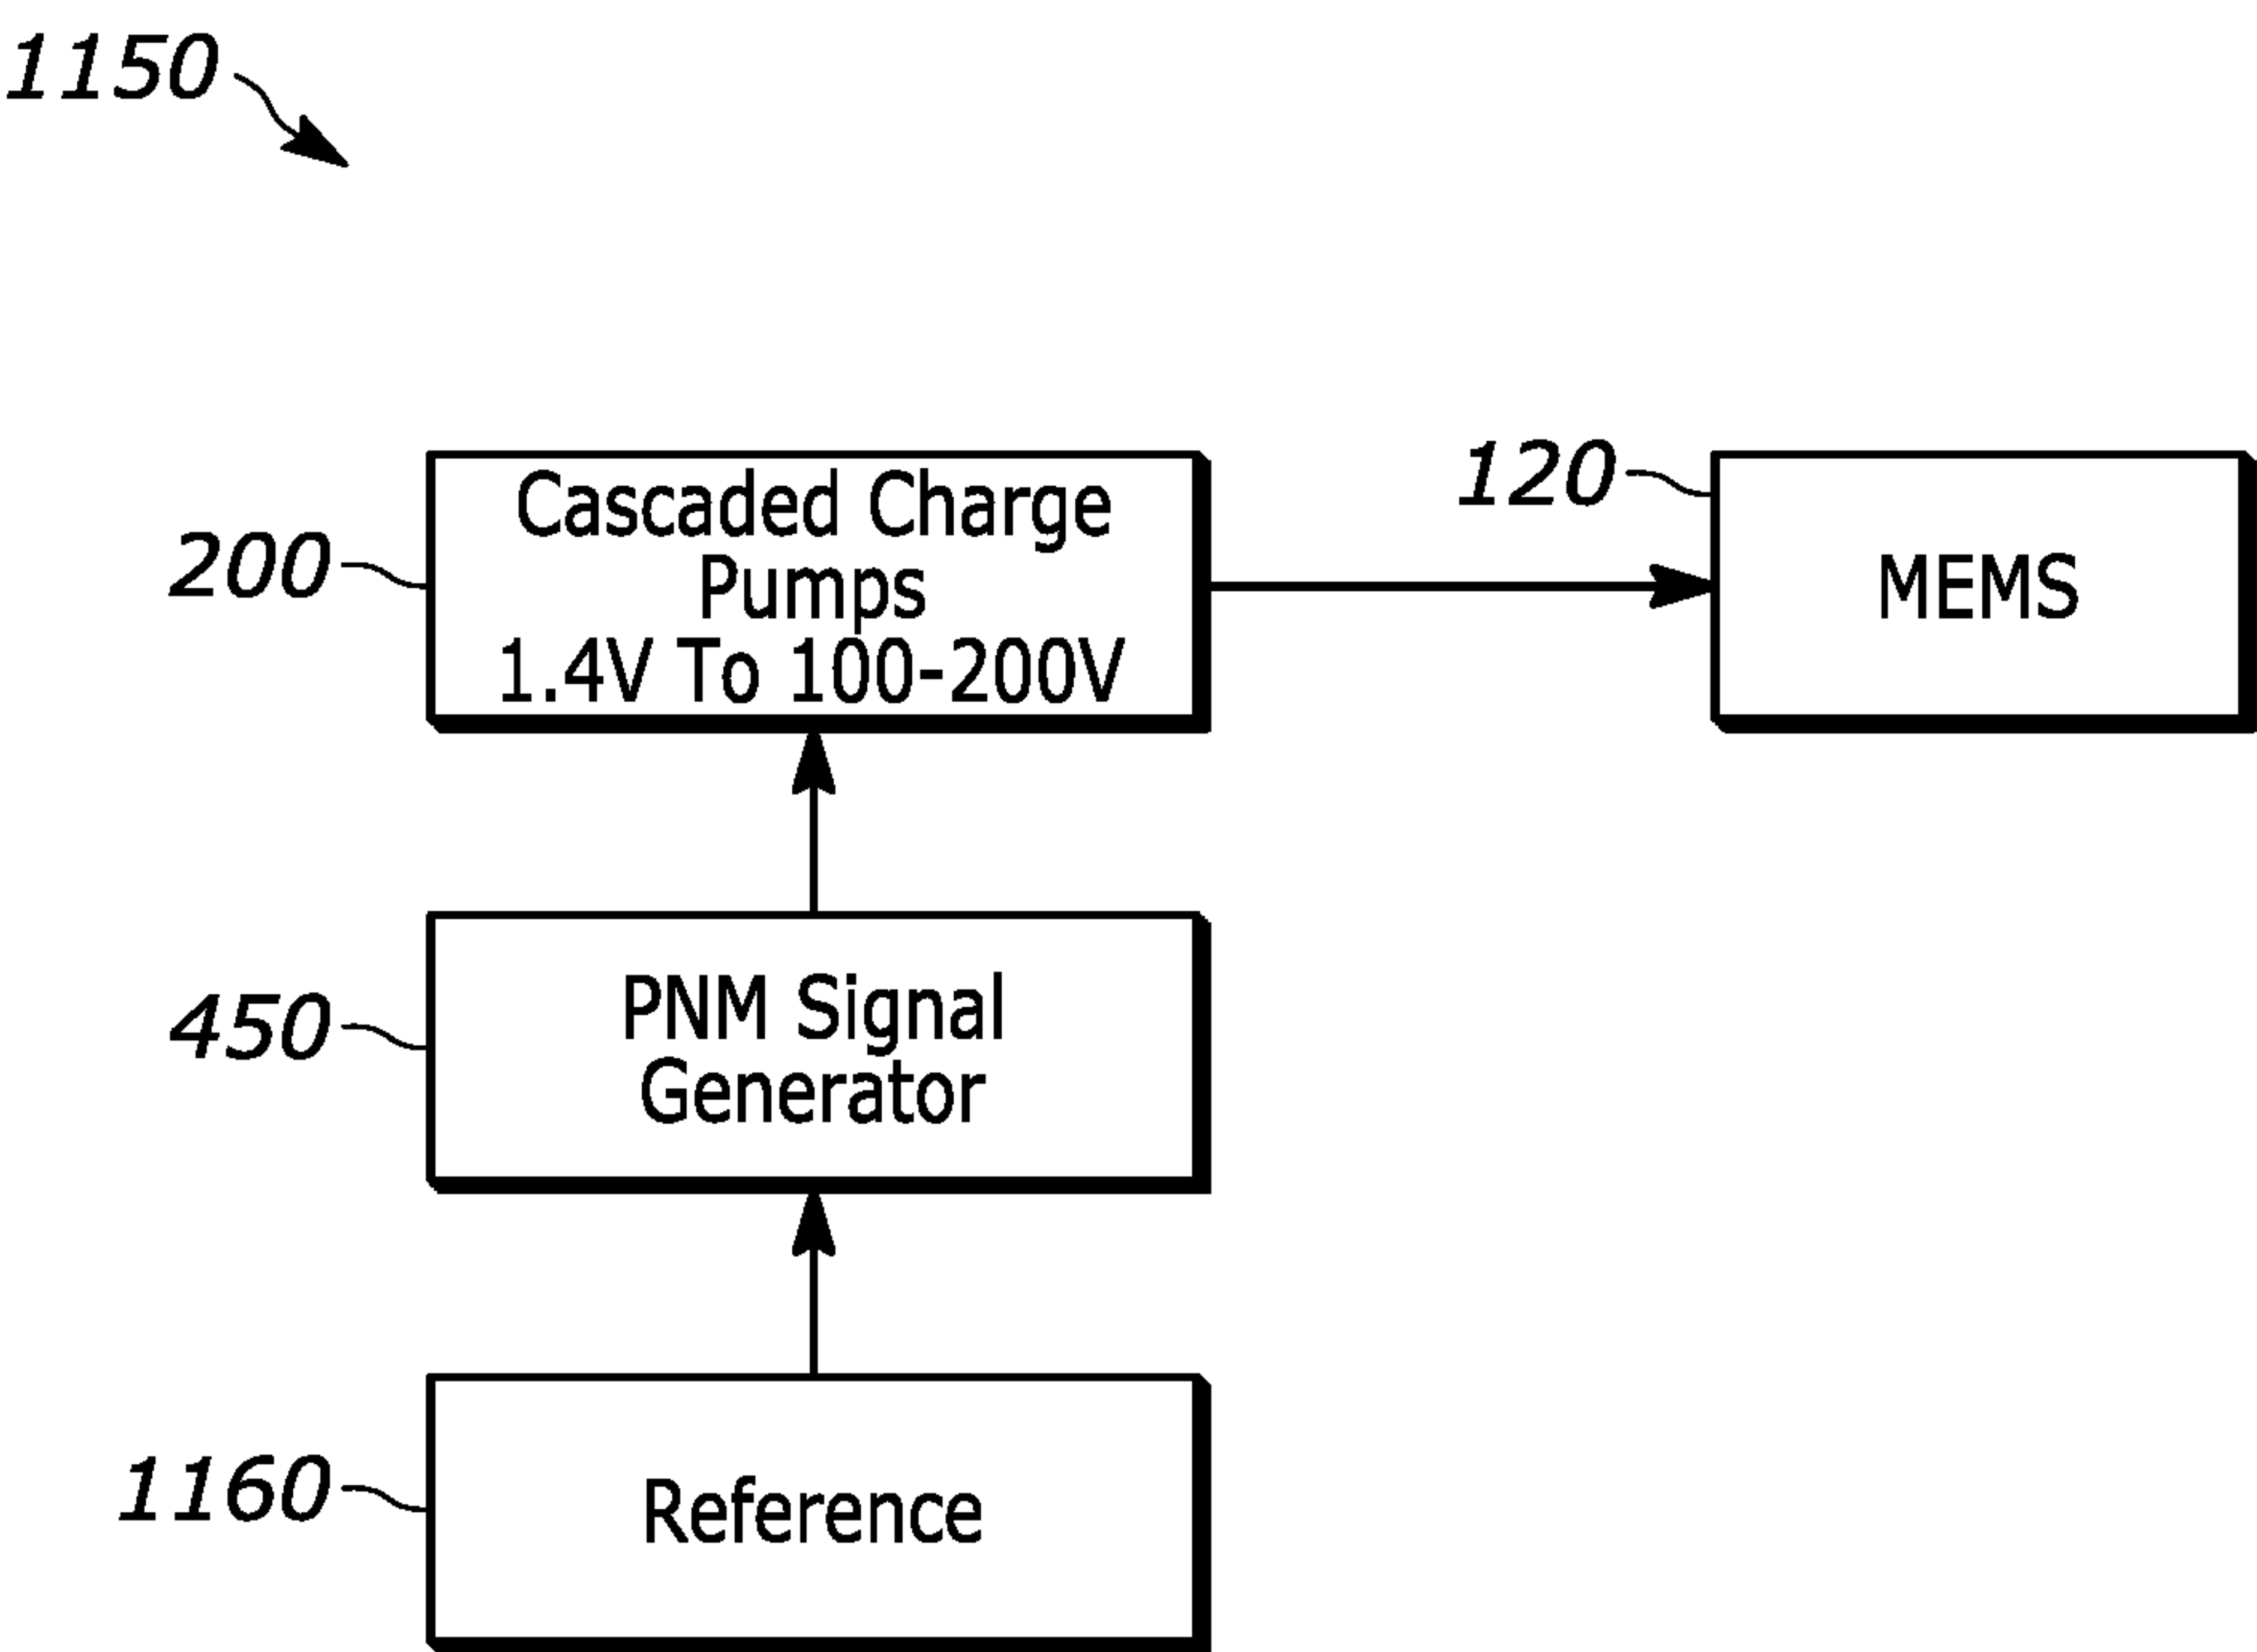 1150
200
Cascaded Charge
Pumps
1.4V To 100-200V
120
MEMS
450
PNM Signal
Generator
1160
Reference